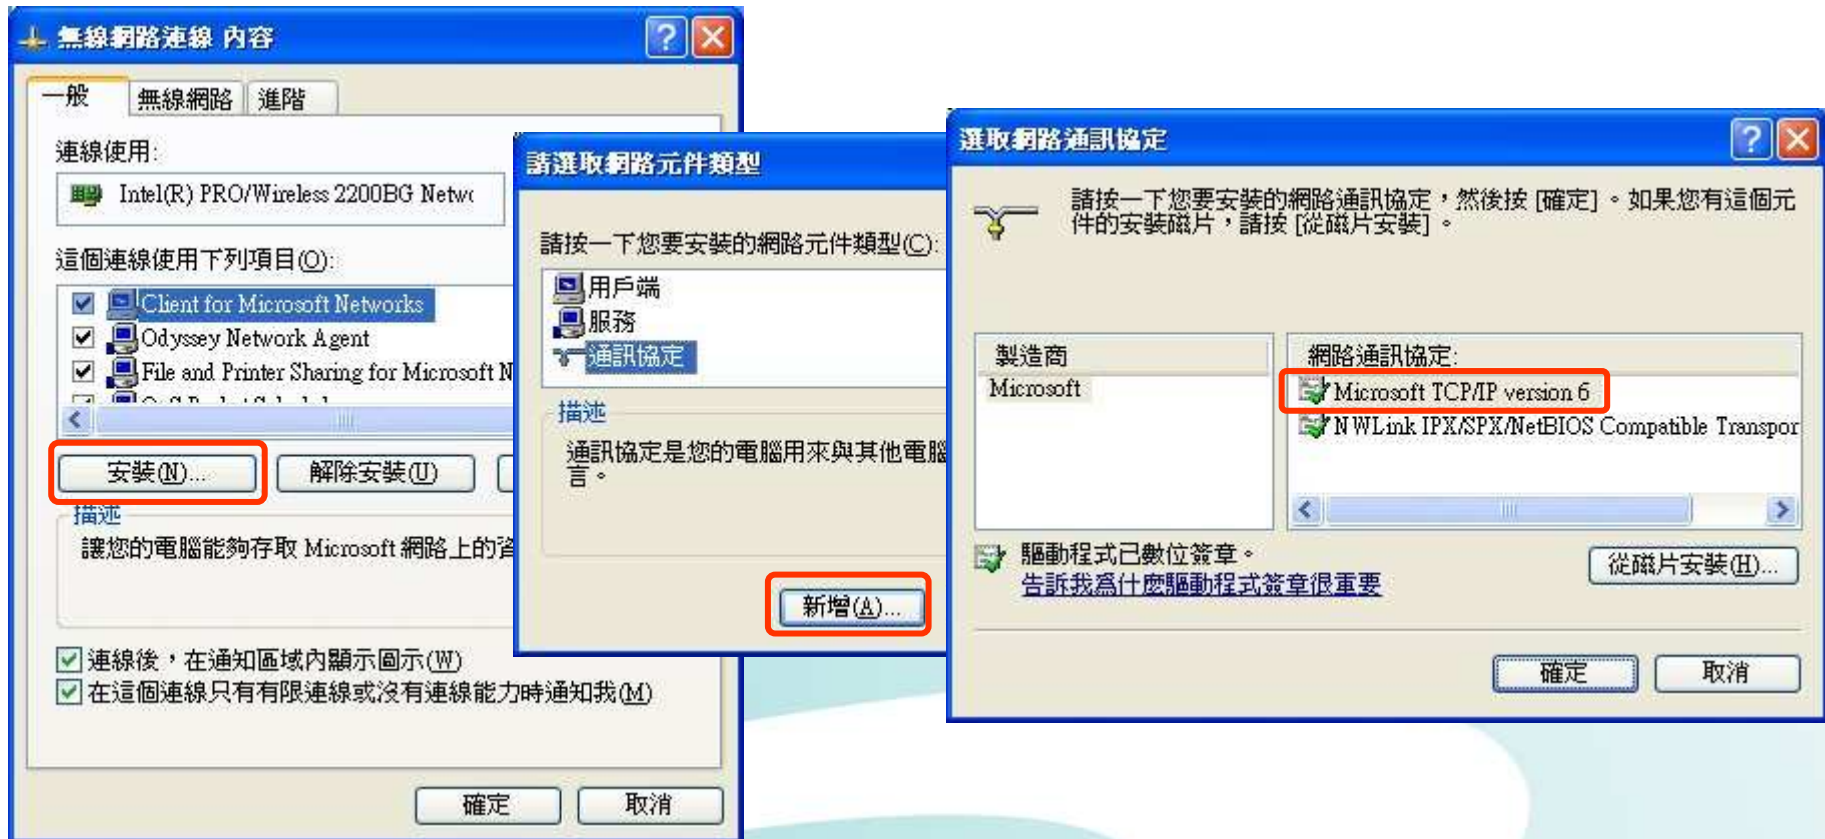 無線網路連線 內容
一般
無線網路
進階
連線使用:
Intel(R) PRO/Wireless 2200BG Netwo
這個連線使用下列項目(O):
Client for Microsoft Networks
Odyssey Network Agent
File and Printer Sharing for Microsoft N
安裝(N)...
解除安裝(U)
描述
讓您的電腦能夠存取 Microsoft 網路上的資
連線後，在通知區域內顯示圖示(W)
在這個連線只有有限連線或沒有連線能力時通知我(M)
確定
取消
請選取網路元件類型
請按一下您要安裝的網路元件類型(C):
用戶端
服務
通訊協定
描述
通訊協定是您的電腦用來與其他電腦
言。
新增(A)...
選取網路通訊協定
請按一下您要安裝的網路通訊協定，然後按 [確定] 。如果您有這個元
件的安裝磁片，請按 [從磁片安裝] 。
製造商
Microsoft
網路通訊協定:
Microsoft TCP/IP version 6
NWLink IPX/SPX/NetBIOS Compatible Transpor
驅動程式已數位簽章。
告訴我爲什麼驅動程式簽章很重要
從磁片安裝(H)...
確定
取消